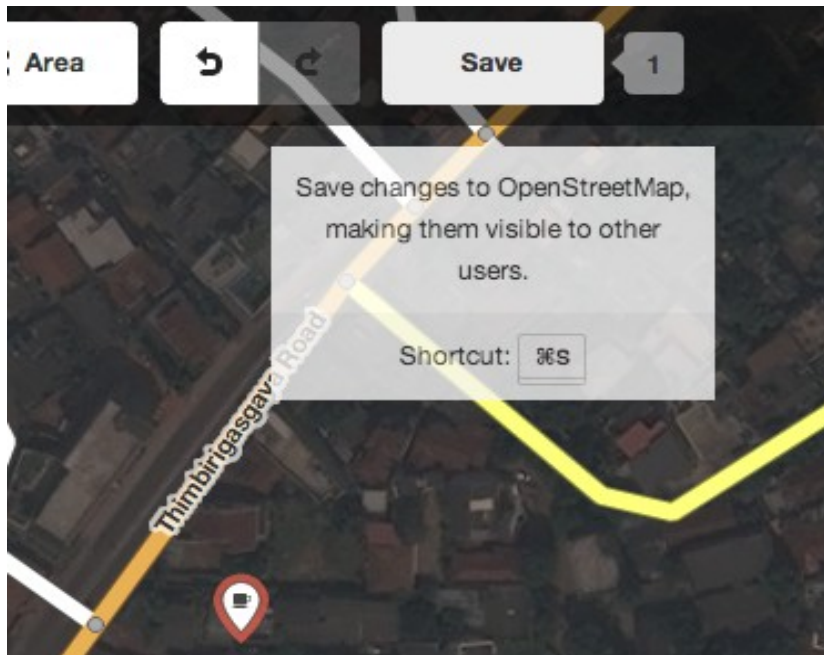 Area
Save
1
Save changes to OpenStreetMap,
making them visible to other
users.
Shortcut: ⌘S
Thimbirigasgaya Road